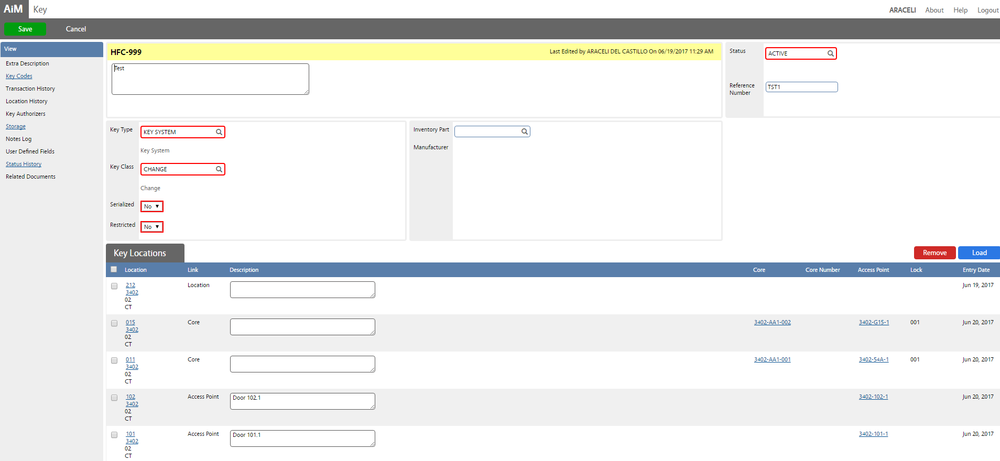 AiM Key ARACELI About Help Logout
Save Cancel
View
Extra Description
Key Codes
Transaction History
Location History
Key Authorizers
Storage
Notes Log
User Defined Fields
Status History
Related Documents
HFC-999 Last Edited by ARACELI DEL CASTILLO On 06/19/2017 11:29 AM
Test
Status ACTIVE
Reference Number TST1
Key Type KEY SYSTEM
Key System
Key Class CHANGE
Change
Serialized No
Restricted No
Inventory Part
Manufacturer
Key Locations Remove Load
Location Link Description Core Core Number Access Point Lock Entry Date
212 Location Jun 19, 2017
3402
02
CT
015 Core 3402-AA1-002 3402-G15-1 001 Jun 20, 2017
3402
02
CT
011 Core 3402-AA1-001 3402-54A-1 001 Jun 20, 2017
3402
02
CT
102 Access Point Door 102.1 3402-102-1 Jun 20, 2017
3402
02
CT
101 Access Point Door 101.1 3402-101-1 Jun 20, 2017
3402
02
CT